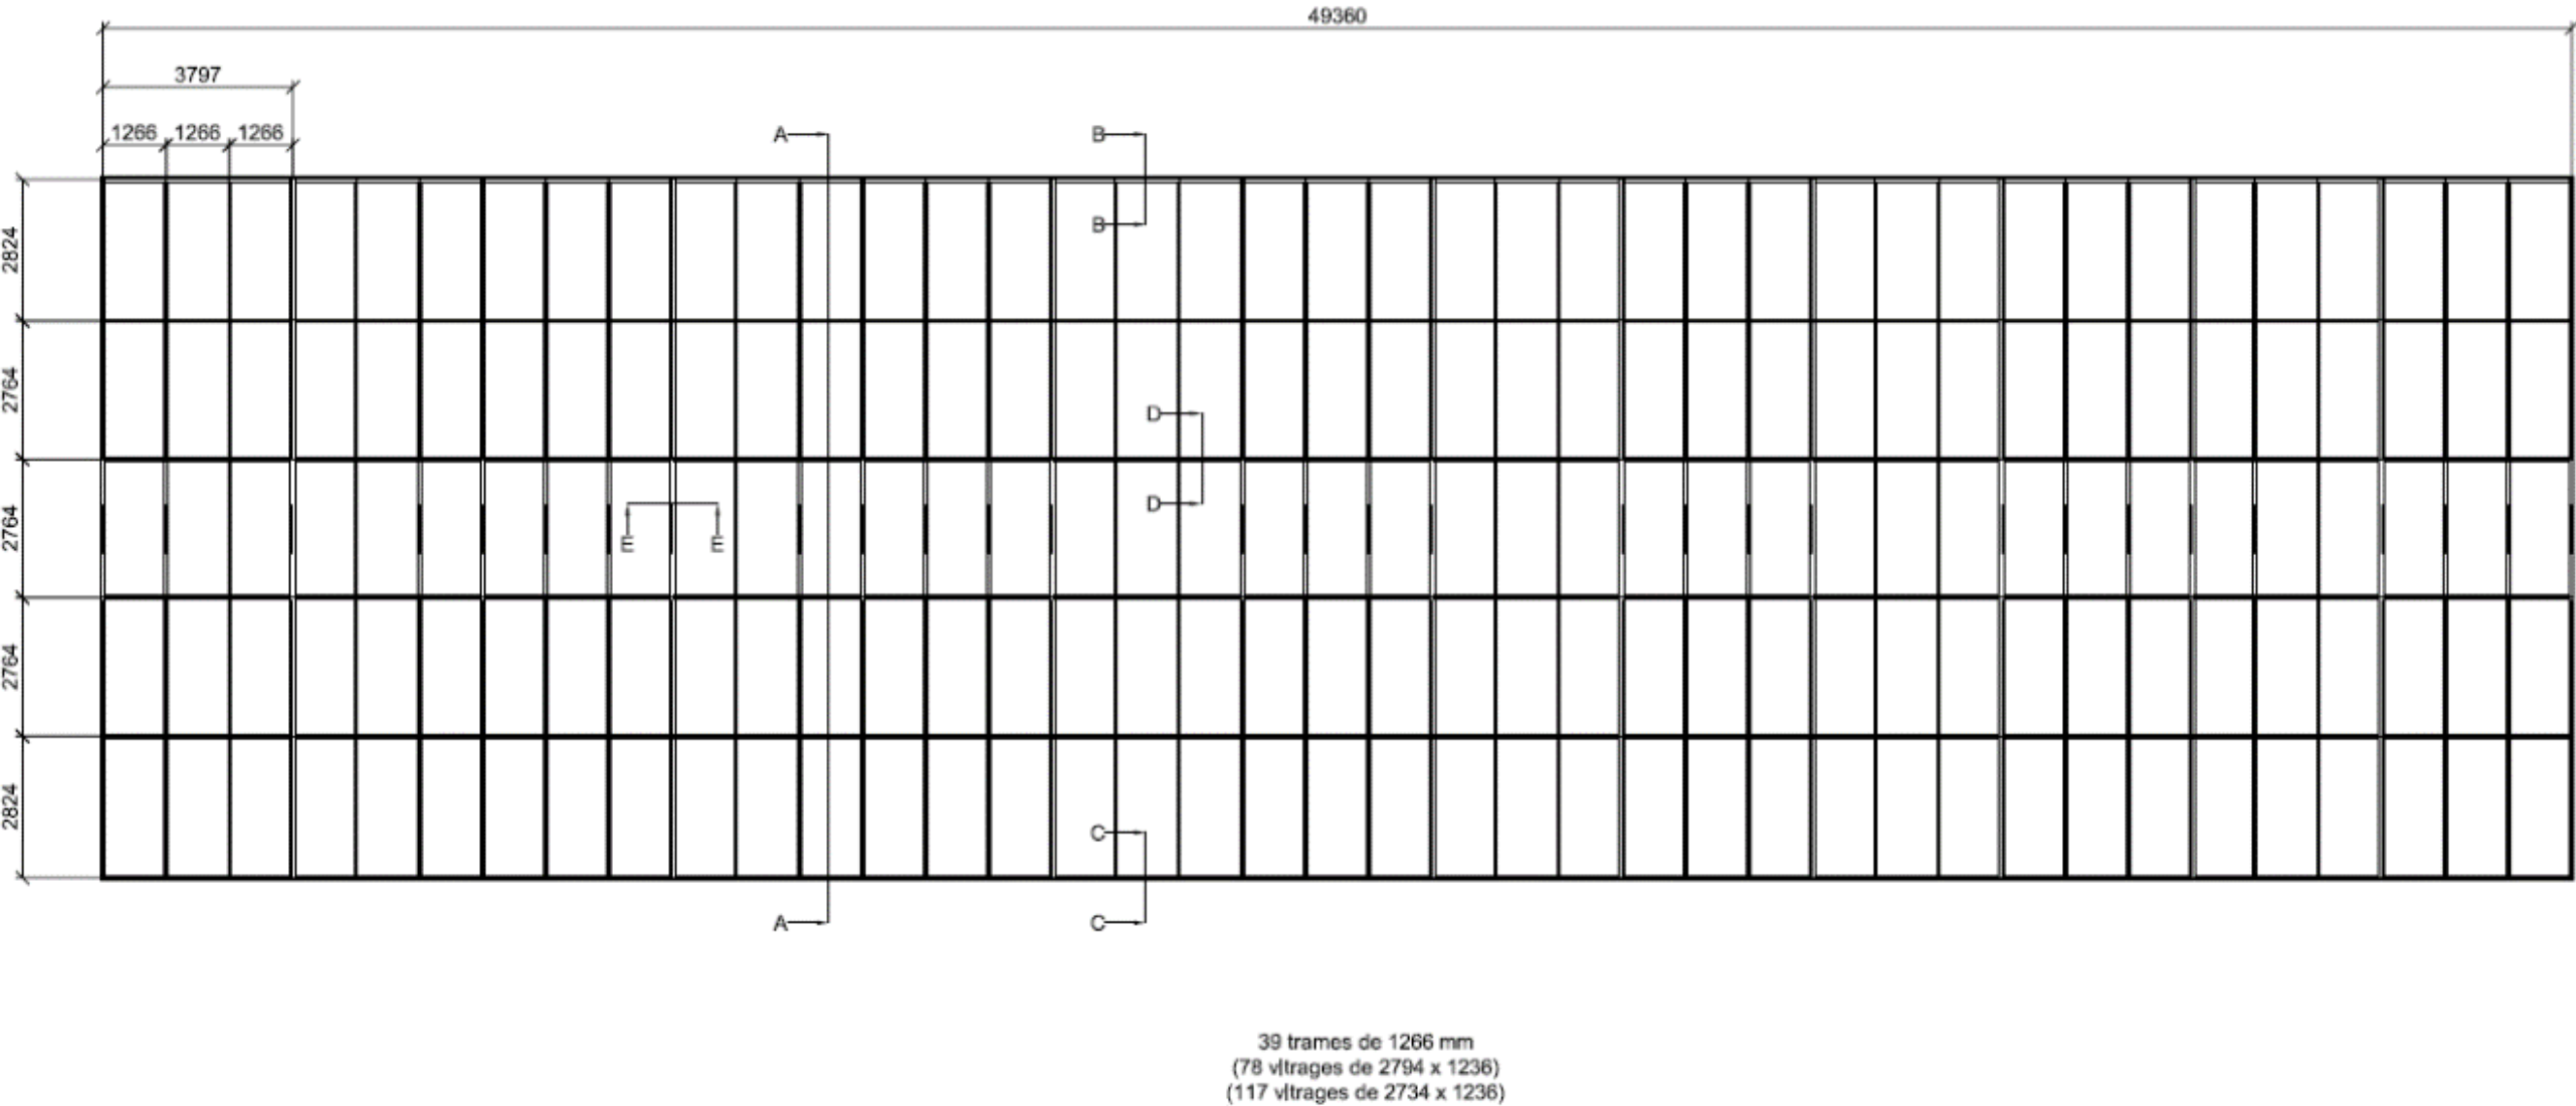 49360
3797
1266 1266 1266
A
B
B
2824
2764
D
2764
D
E E
2764
2824
C
A
C
39 trames de 1266 mm
(78 vitrages de 2794 x 1236)
(117 vitrages de 2734 x 1236)